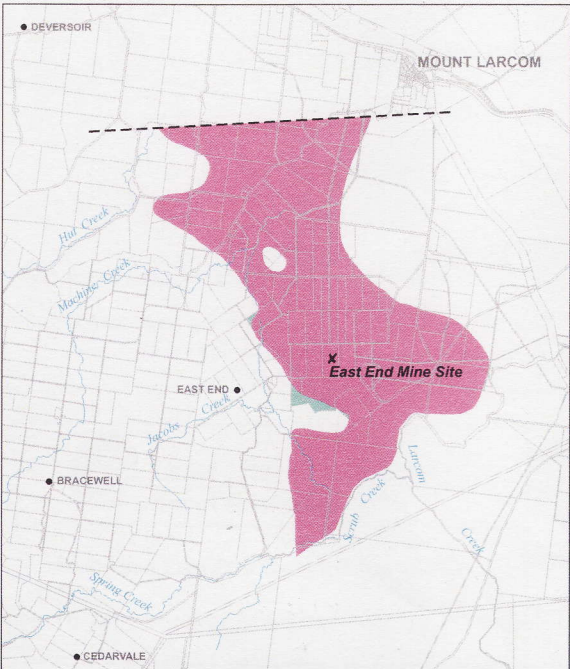 DEVERSOIR
MOUNT LARCOM
Hut Creek
Machine Creek
East End Mine Site
EAST END
Jacobs Creek
BRACEWELL
Larcom Creek
Scrub Creek
Spring Creek
CEDARVALE